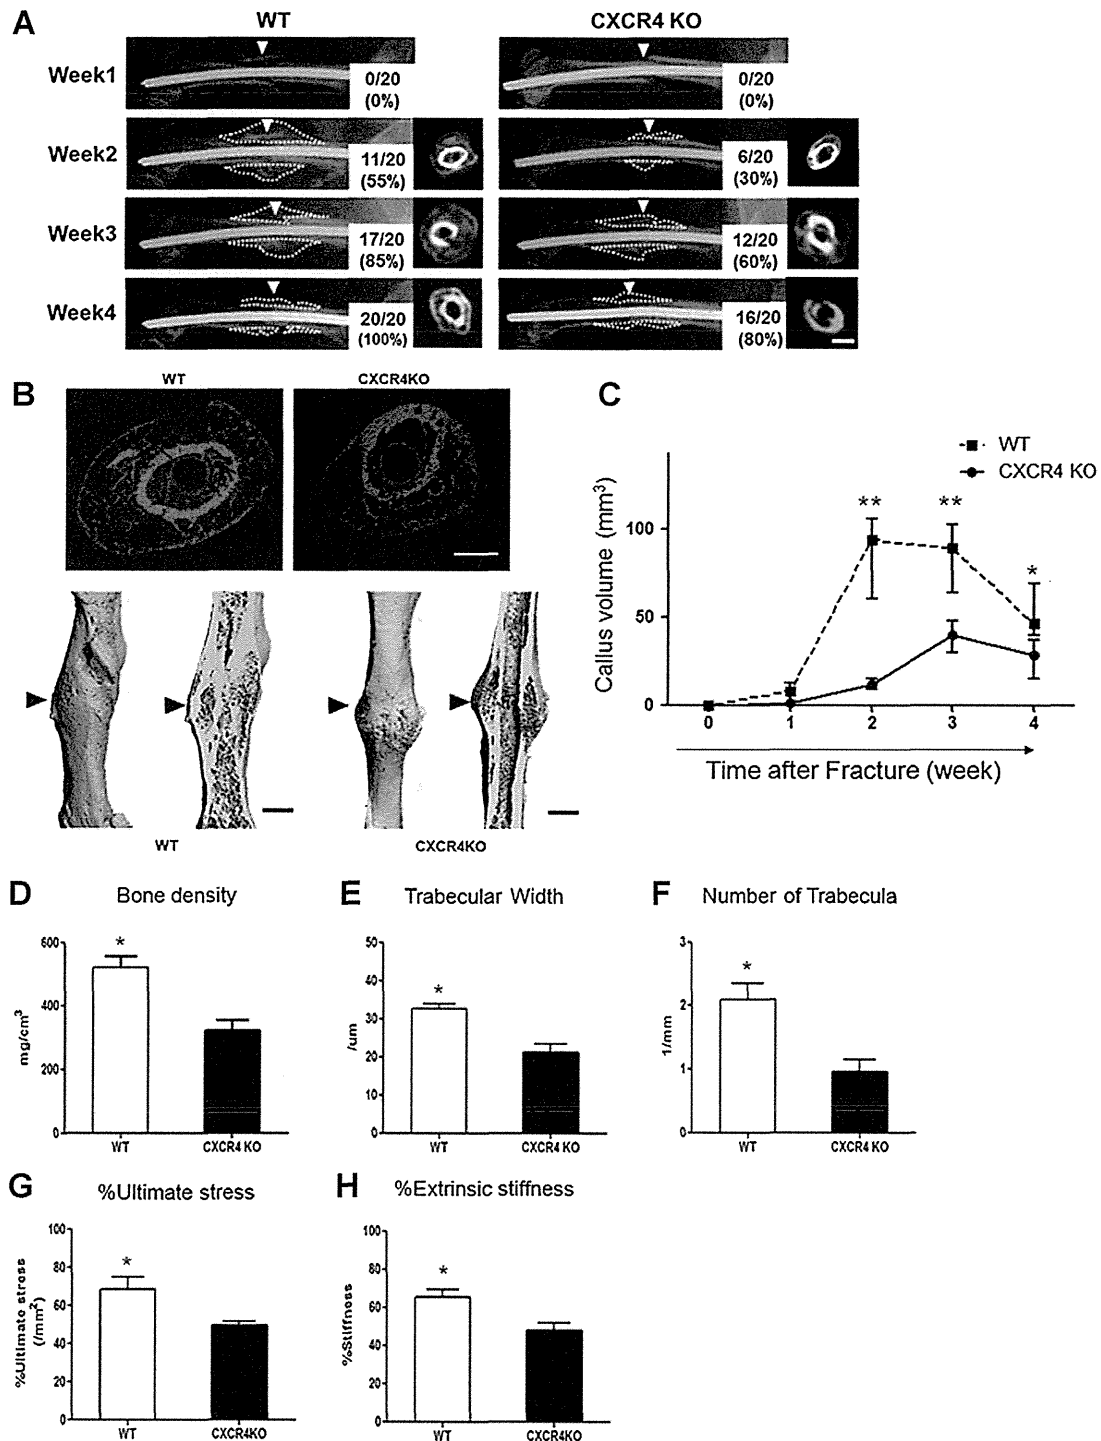 A
WT
CXCR4 KO
Week1
0/20
(0%)
0/20
(0%)
Week2
11/20
(55%)
6/20
(30%)
Week3
17/20
(85%)
12/20
(60%)
Week4
20/20
(100%)
16/20
(80%)
B
WT
CXCR4KO
WT
CXCR4KO
C
WT
CXCR4 KO
Callus volume (mm³)
100
50
0
**
**
*
0 1 2 3 4
Time after Fracture (week)
D
Bone density
mg/cm³
600
400
200
0
*
WT
CXCR4 KO
E
Trabecular Width
/um
50
40
30
20
10
0
*
WT
CXCR4 KO
F
Number of Trabecula
1/mm
3
2
1
0
*
WT
CXCR4 KO
G
%Ultimate stress
%Ultimate stress
(/mm²)
100
80
60
40
20
0
*
WT
CXCR4KO
H
%Extrinsic stiffness
%Stiffness
100
80
60
40
20
0
*
WT
CXCR4KO